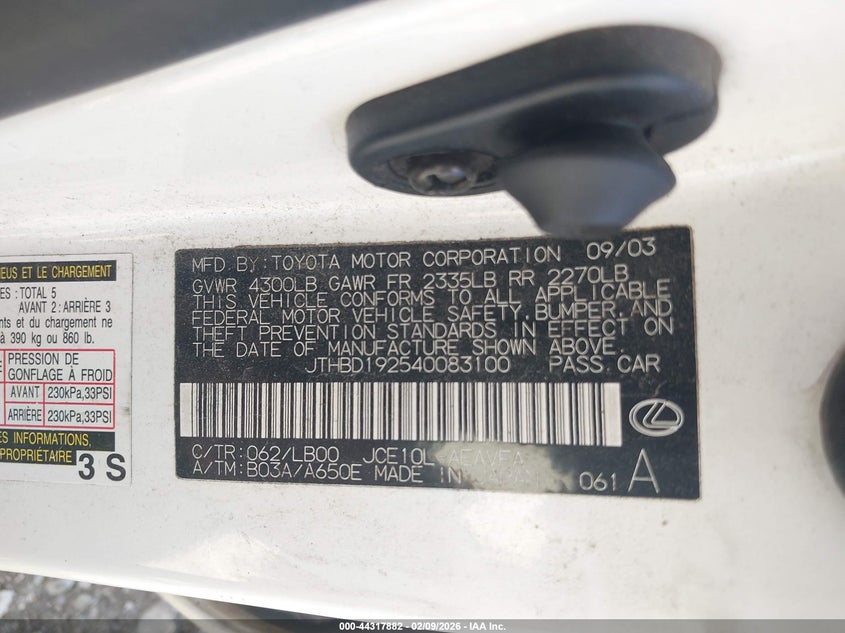 EUS ET LE CHARGEMENT
ES : TOTAL 5
AVANT 2 : ARRIÈRE 3
nts et du chargement ne
à 390 kg ou 860 lb.
PRESSION DE
GONFLAGE À FROID
AVANT 230kPa,33PSI
ARRIÈRE 230kPa,33PSI
ES INFORMATIONS,
PROPRIÉTAIRE
3 S
MFD BY: TOYOTA MOTOR CORPORATION 09/03
GVWR 4300LB GAWR FR 2335LB RR 2270LB
THIS VEHICLE CONFORMS TO ALL APPLICABLE
FEDERAL MOTOR VEHICLE SAFETY, BUMPER, AND
THEFT PREVENTION STANDARDS IN EFFECT ON
THE DATE OF MANUFACTURE SHOWN ABOVE.
JTHBD192540083100 PASS. CAR
C/TR: 062/LB00 JCE10L-AEAVFA
A/TM: B03A/A650E MADE IN JAPAN 061 A
000-44317882 - 02/09/2026 - IAA Inc.